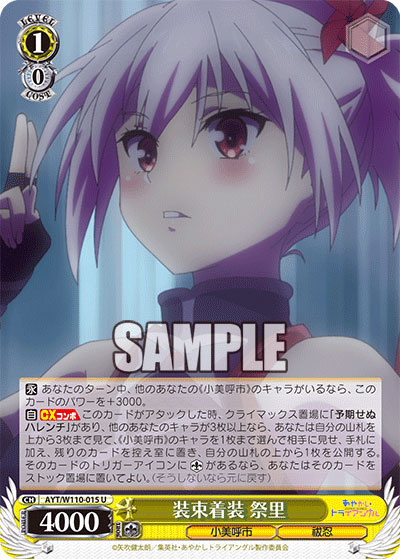 LEVEL
1
0
COST
SAMPLE
永 あなたのターン中、他のあなたの《小美呼市》のキャラがいるなら、この
カードのパワーを+3000。
自 CXコンボ このカードがアタックした時、クライマックス置場に「予期せぬ
ハレンチ」があり、他のあなたのキャラが3枚以上なら、あなたは自分の山札を
上から3枚まで見て、《小美呼市》のキャラを1枚まで選んで相手に見せ、手札に
加え、残りのカードを控え室に置き、あなたは自分の山札の上から1枚を公開する。
そのカードのトリガーアイコンに があるなら、あなたはそのカードを
ストック置場に置いてよい。(そうしないなら元に戻す)
CH AYT/W110-015 U
装束着装 祭里
あやかしトライアングル
4000
小美呼市 祓忍
©矢吹健太朗/集英社・あやかしトライアングル製作委員会